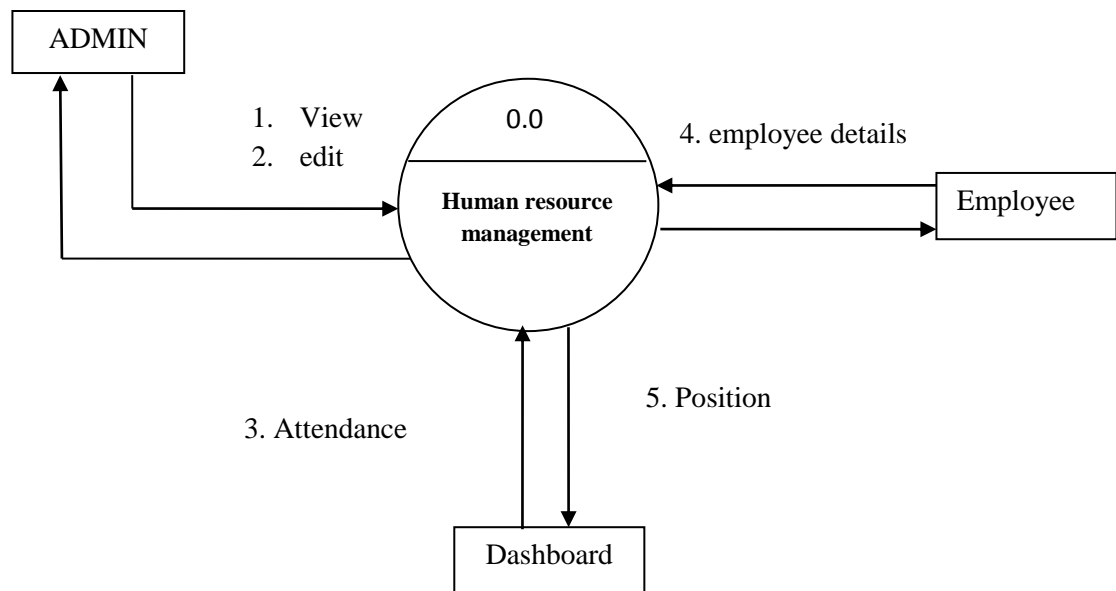 ADMIN
1. View
2. edit
0.0
4. employee details
Human resource
management
Employee
3. Attendance
5. Position
Dashboard